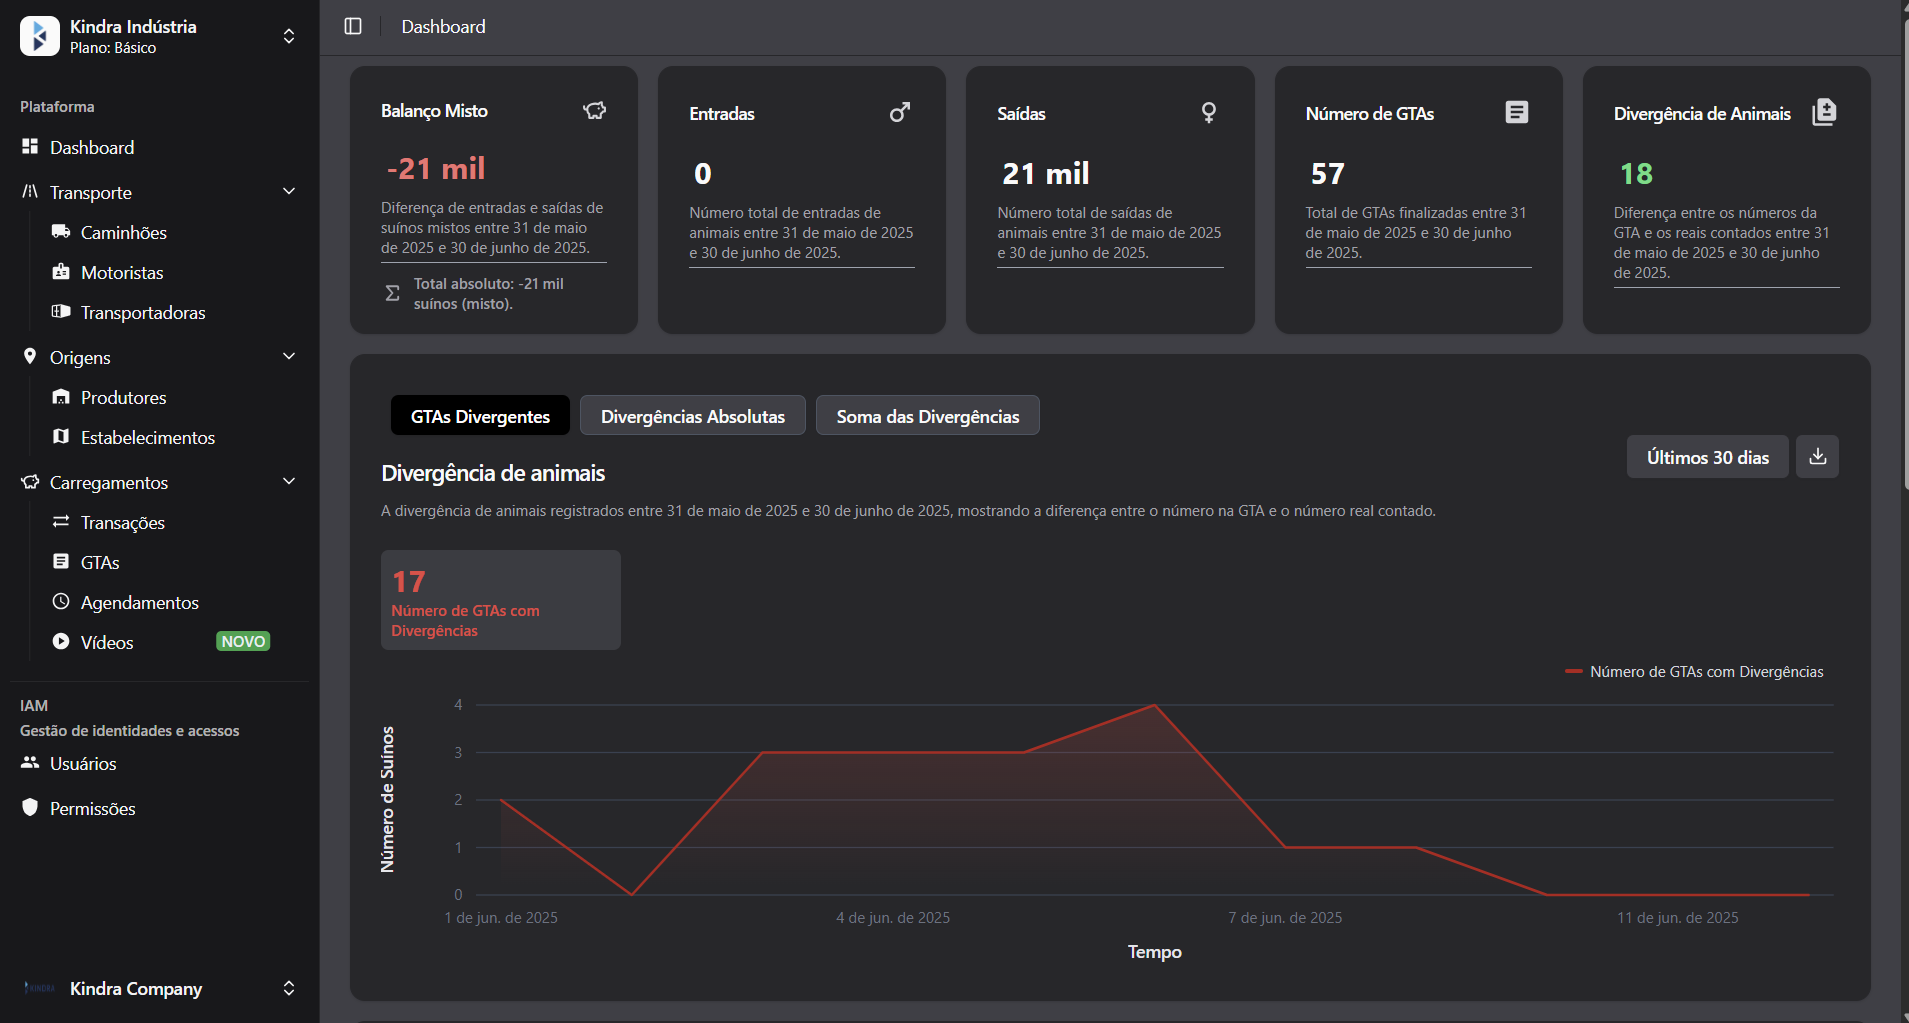 Kindra Indústria
Plano: Básico
Plataforma
Dashboard
Transporte
Caminhões
Motoristas
Transportadoras
Origens
Produtores
Estabelecimentos
Carregamentos
Transações
GTAs
Agendamentos
Vídeos
NOVO
IAM
Gestão de identidades e acessos
Usuários
Permissões
KINDRA
Kindra Company
Dashboard
Balanço Misto
-21 mil
Diferença de entradas e saídas de
suínos mistos entre 31 de maio
de 2025 e 30 de junho de 2025.
Total absoluto: -21 mil
suínos (misto).
Entradas
0
Número total de entradas de
animais entre 31 de maio de 2025
e 30 de junho de 2025.
Saídas
21 mil
Número total de saídas de
animais entre 31 de maio de 2025
e 30 de junho de 2025.
Número de GTAs
57
Total de GTAs finalizadas entre 31
de maio de 2025 e 30 de junho
de 2025.
Divergência de Animais
18
Diferença entre os números da
GTA e os reais contados entre 31
de maio de 2025 e 30 de junho
de 2025.
GTAs Divergentes
Divergências Absolutas
Soma das Divergências
Últimos 30 dias
Divergência de animais
A divergência de animais registrados entre 31 de maio de 2025 e 30 de junho de 2025, mostrando a diferença entre o número na GTA e o número real contado.
17
Número de GTAs com
Divergências
Número de GTAs com Divergências
Número de Suínos
4
3
2
1
0
1 de jun. de 2025
4 de jun. de 2025
7 de jun. de 2025
11 de jun. de 2025
Tempo